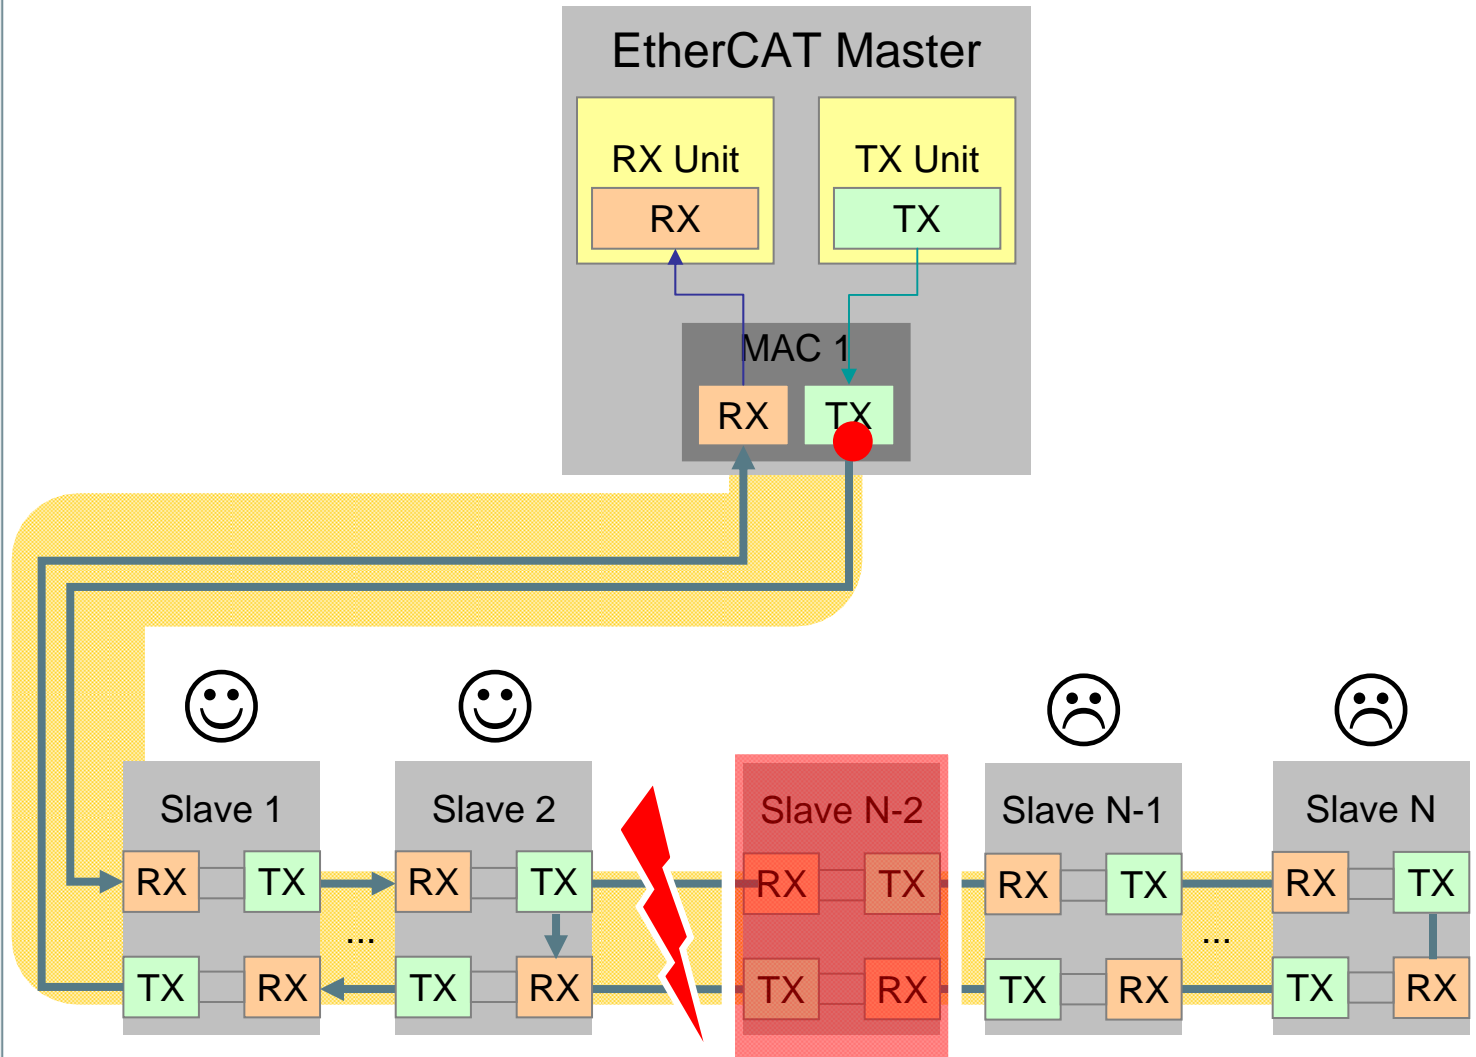 EtherCAT Master
RX Unit TX Unit
RX TX
MAC 1
RX TX
Slave 1 Slave 2 Slave N-2 Slave N-1 Slave N
RX TX RX TX RX TX RX TX RX TX
... ...
TX RX TX RX TX RX TX RX TX RX